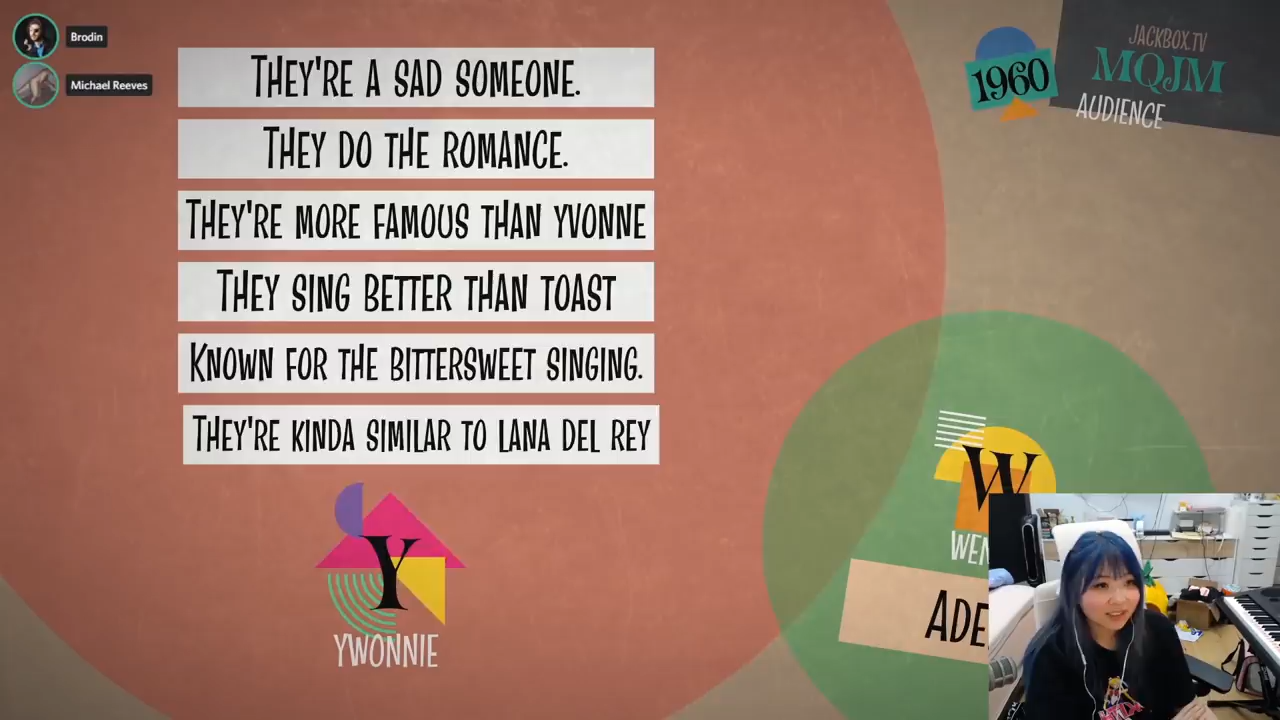 Brodin
Michael Reeves
THEY'RE A SAD SOMEONE.
THEY DO THE ROMANCE.
THEY'RE MORE FAMOUS THAN YVONNE
THEY SING BETTER THAN TOAST
KNOWN FOR THE BITTERSWEET SINGING.
THEY'RE KINDA SIMILAR TO LANA DEL REY
Y
YWONNIE
1960
JACKBOX.TV
MQJM
AUDIENCE
W